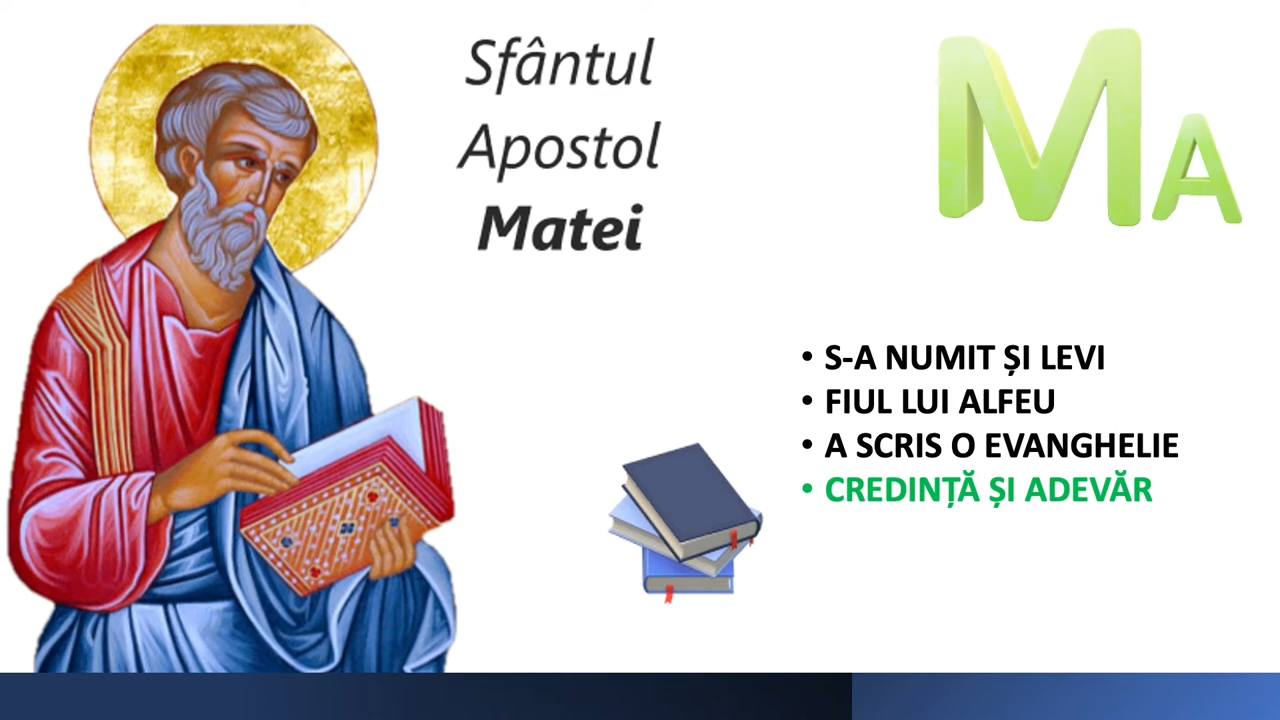 Sfântul
Apostol
Matei
MA
• S-A NUMIT ȘI LEVI
• FIUL LUI ALFEU
• A SCRIS O EVANGHELIE
• CREDINȚĂ ȘI ADEVĂR